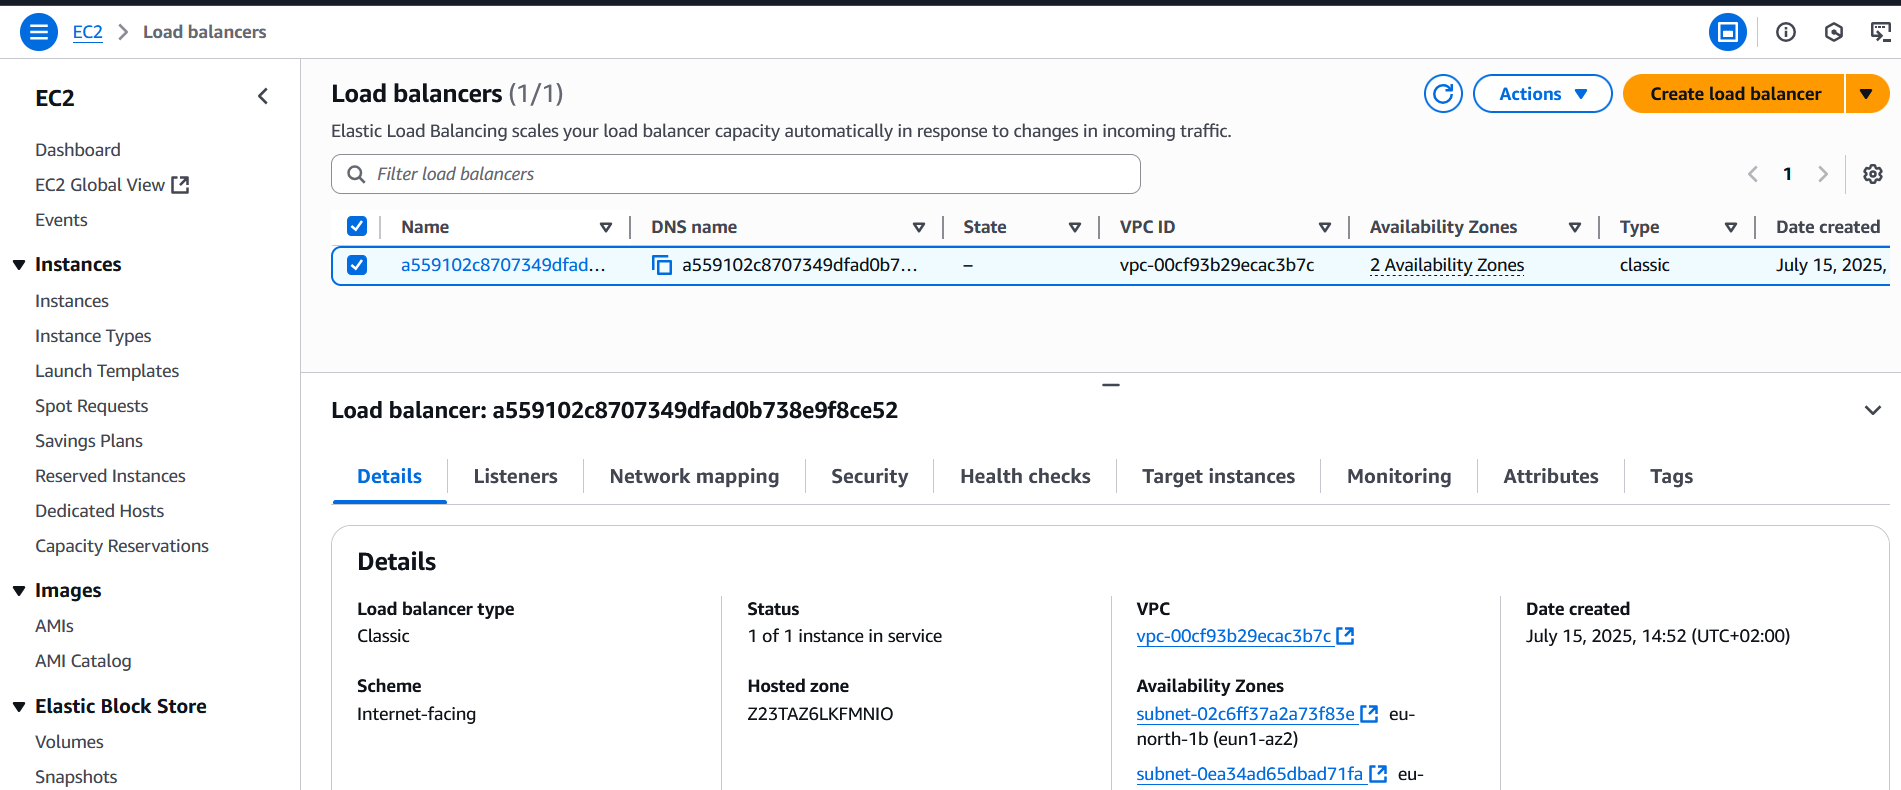 EC2 > Load balancers
EC2
Dashboard
EC2 Global View
Events
Instances
Instances
Instance Types
Launch Templates
Spot Requests
Savings Plans
Reserved Instances
Dedicated Hosts
Capacity Reservations
Images
AMIs
AMI Catalog
Elastic Block Store
Volumes
Snapshots
Load balancers (1/1)
Actions
Create load balancer
Elastic Load Balancing scales your load balancer capacity automatically in response to changes in incoming traffic.
Filter load balancers
1
Name DNS name State VPC ID Availability Zones Type Date created
a559102c8707349dfad... a559102c8707349dfad0b7... – vpc-00cf93b29ecac3b7c 2 Availability Zones classic July 15, 2025,
Load balancer: a559102c8707349dfad0b738e9f8ce52
Details Listeners Network mapping Security Health checks Target instances Monitoring Attributes Tags
Details
Load balancer type
Classic
Scheme
Internet-facing
Status
1 of 1 instance in service
Hosted zone
Z23TAZ6LKFMNIO
VPC
vpc-00cf93b29ecac3b7c
Availability Zones
subnet-02c6ff37a2a73f83e eu-
north-1b (eun1-az2)
subnet-0ea34ad65dbad71fa eu-
Date created
July 15, 2025, 14:52 (UTC+02:00)